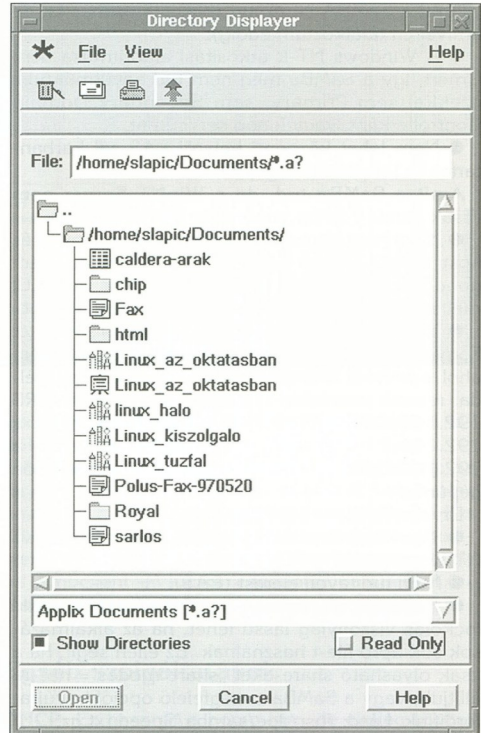 Directory Displayer
File View Help
File: /home/slapic/Documents/*.a?
..
/home/slapic/Documents/
caldera-arak
chip
Fax
html
Linux_az_oktatasban
Linux_az_oktatasban
linux_halo
Linux_kiszolgalo
Linux_tuzfal
Polus-Fax-970520
Royal
sarlos
Applix Documents [*.a?]
Show Directories Read Only
Open Cancel Help